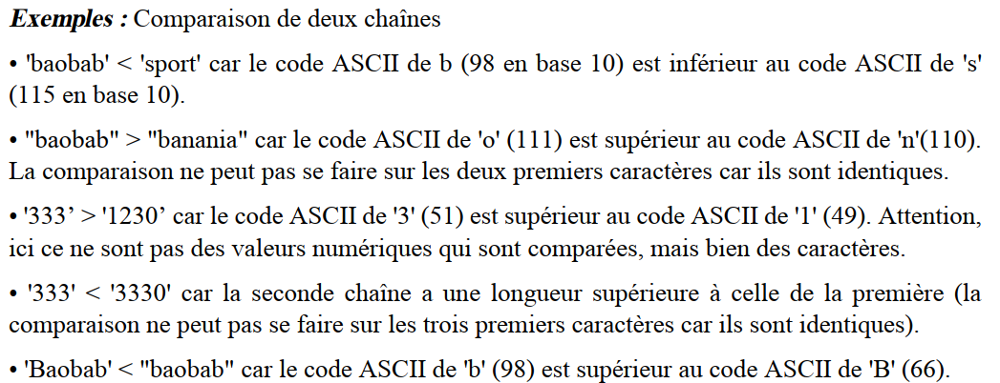 Exemples : Comparaison de deux chaînes
• 'baobab' < 'sport' car le code ASCII de b (98 en base 10) est inférieur au code ASCII de 's'
(115 en base 10).
• "baobab" > "banania" car le code ASCII de 'o' (111) est supérieur au code ASCII de 'n'(110).
La comparaison ne peut pas se faire sur les deux premiers caractères car ils sont identiques.
• '333’ > '1230’ car le code ASCII de '3' (51) est supérieur au code ASCII de '1' (49). Attention,
ici ce ne sont pas des valeurs numériques qui sont comparées, mais bien des caractères.
• '333' < '3330' car la seconde chaîne a une longueur supérieure à celle de la première (la
comparaison ne peut pas se faire sur les trois premiers caractères car ils sont identiques).
• 'Baobab' < "baobab" car le code ASCII de 'b' (98) est supérieur au code ASCII de 'B' (66).